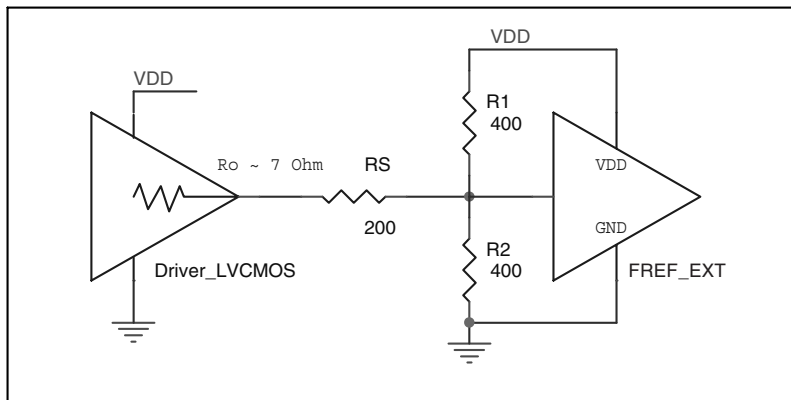 VDD
VDD
R1
400
Ro ~ 7 Ohm
RS
VDD
200
GND
R2
400
Driver_LVCMOS
FREF_EXT